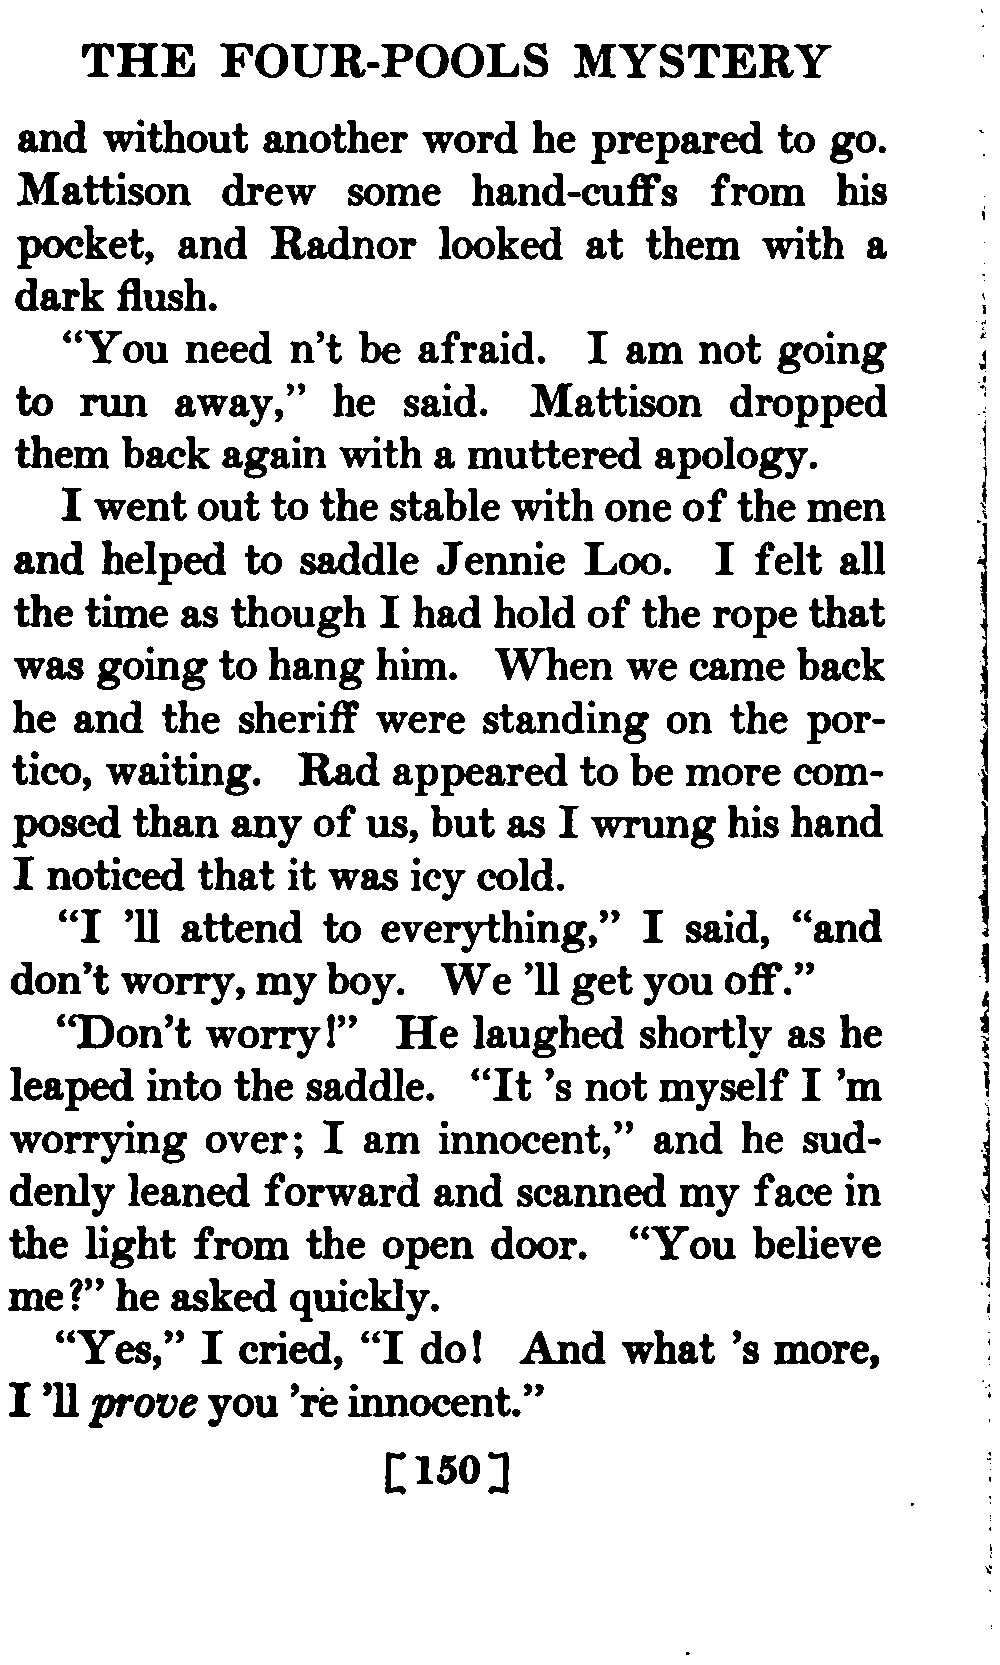 THE FOUR-POOLS MYSTERY
and without another word he prepared to go.
Mattison drew some hand-cuffs from his
pocket, and Radnor looked at them with a
dark flush.
“You need n't be afraid. I am not going
to run away,” he said. Mattison dropped
them back again with a muttered apology.
I went out to the stable with one of the men
and helped to saddle Jennie Loo. I felt all
the time as though I had hold of the rope that
was going to hang him. When we came back
he and the sheriff were standing on the por-
tico, waiting. Rad appeared to be more com-
posed than any of us, but as I wrung his hand
I noticed that it was icy cold.
“I 'll attend to everything,” I said, “and
don't worry, my boy. We 'll get you off.”
“Don't worry!” He laughed shortly as he
leaped into the saddle. “It 's not myself I 'm
worrying over; I am innocent,” and he sud-
denly leaned forward and scanned my face in
the light from the open door. “You believe
me?” he asked quickly.
“Yes,” I cried, “I do! And what 's more,
I 'll prove you 're innocent.”
[150]